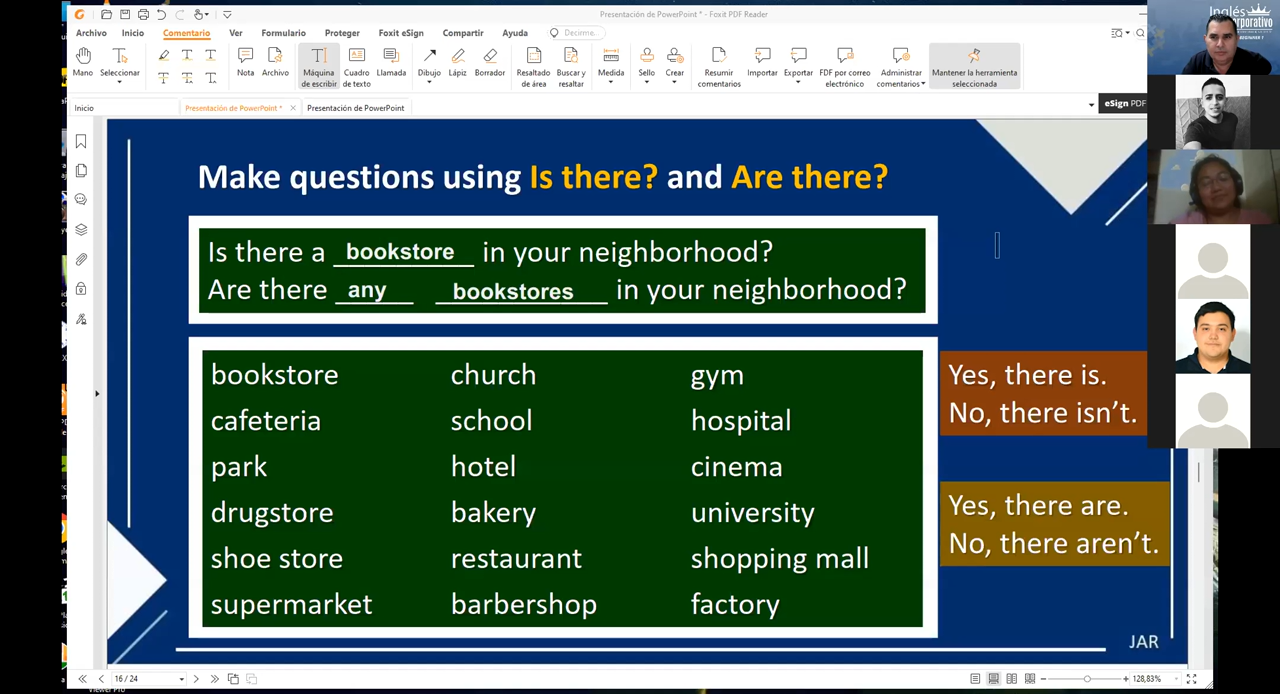 Presentación de PowerPoint * - Foxit PDF Reader
Archivo Inicio Comentario Ver Formulario Proteger Foxit eSign Compartir Ayuda Decirme...
Mano Seleccionar Nota Archivo Máquina de escribir Cuadro de texto Llamada Dibujo Lápiz Borrador Resaltado de área Buscar y resaltar Medida Sello Crear Resumir comentarios Importar Exportar PDF por correo electrónico Administrar comentarios Mantener la herramienta seleccionada
Inicio Presentación de PowerPoint * Presentación de PowerPoint eSign PDF
Inglés
Corporativo
BEGINNER 1
Make questions using Is there? and Are there?
Is there a bookstore in your neighborhood?
Are there any bookstores in your neighborhood?
bookstore church gym
cafeteria school hospital
park hotel cinema
drugstore bakery university
shoe store restaurant shopping mall
supermarket barbershop factory
Yes, there is.
No, there isn't.
Yes, there are.
No, there aren't.
JAR
16 / 24 128,83%
Viewer Pro